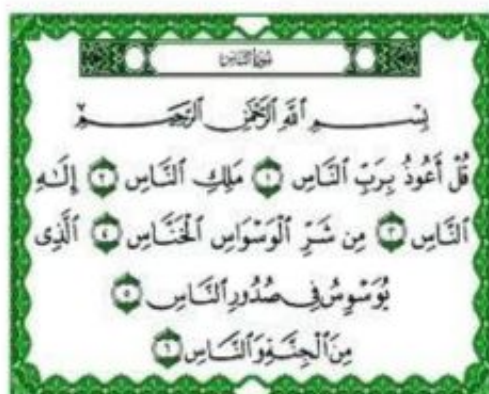 سورة الناس
بِسْمِ ٱللَّهِ ٱلرَّحْمَٰنِ ٱلرَّحِيمِ
قُلْ أَعُوذُ بِرَبِّ ٱلنَّاسِ ١ مَلِكِ ٱلنَّاسِ ٢ إِلَٰهِ
ٱلنَّاسِ ٣ مِن شَرِّ ٱلْوَسْوَاسِ ٱلْخَنَّاسِ ٤ ٱلَّذِى
يُوَسْوِسُ فِى صُدُورِ ٱلنَّاسِ ٥
مِنَ ٱلْجِنَّةِ وَٱلنَّاسِ ٦